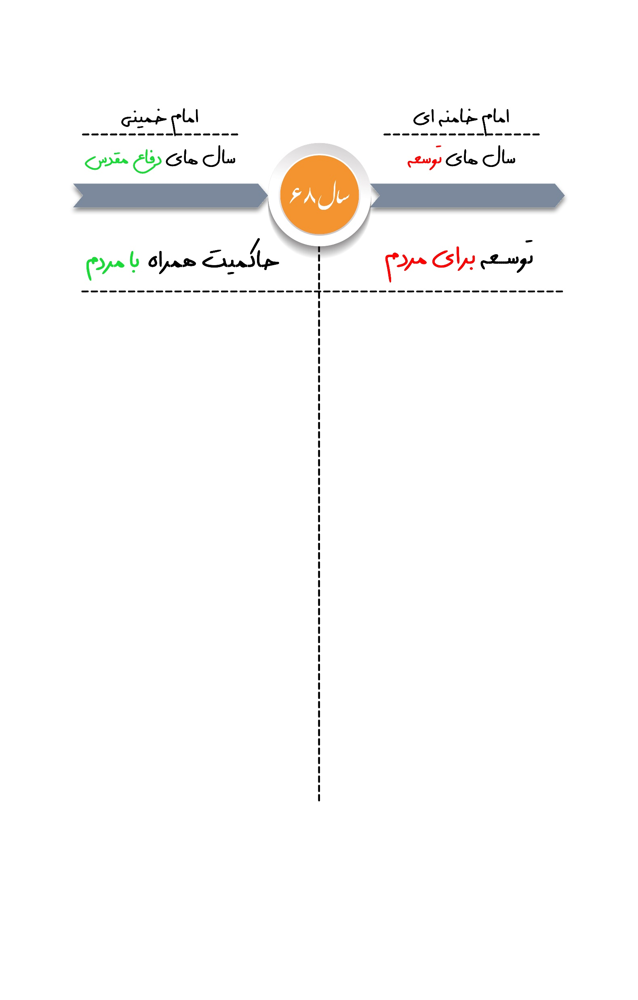 امام خامنه ای
امام خمینی
سال های توسعه
سال های دفاع مقدس
سال ۶۸
توسعه برای مردم
حاکمیت همراه با مردم